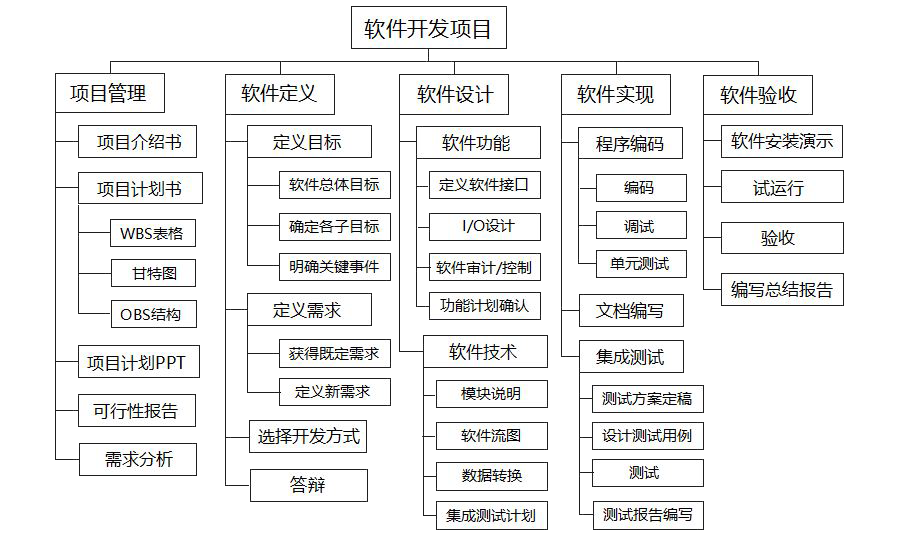 软件开发项目
项目管理
项目介绍书
项目计划书
WBS表格
甘特图
OBS结构
项目计划PPT
可行性报告
需求分析
软件定义
定义目标
软件总体目标
确定各子目标
明确关键事件
定义需求
获得既定需求
定义新需求
选择开发方式
答辩
软件设计
软件功能
定义软件接口
I/O设计
软件审计/控制
功能计划确认
软件技术
模块说明
软件流图
数据转换
集成测试计划
软件实现
程序编码
编码
调试
单元测试
文档编写
集成测试
测试方案定稿
设计测试用例
测试
测试报告编写
软件验收
软件安装演示
试运行
验收
编写总结报告